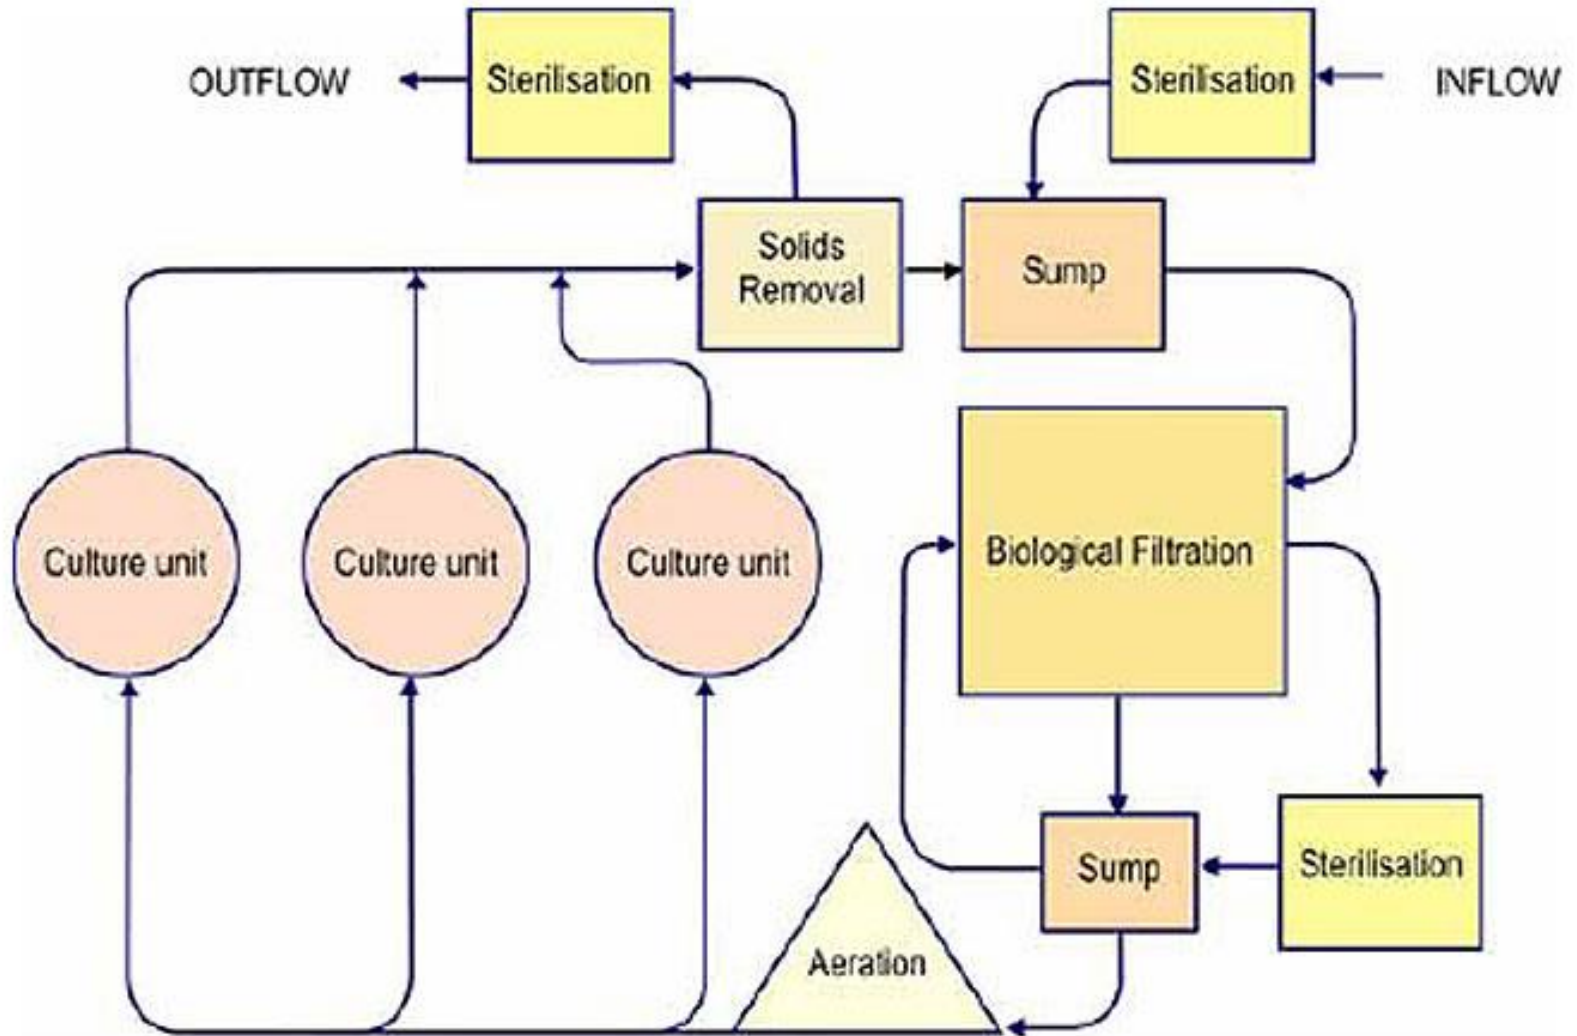 OUTFLOW
Sterilisation
Sterilisation
INFLOW
Solids
Removal
Sump
Culture unit
Culture unit
Culture unit
Biological Filtration
Sump
Sterilisation
Aeration